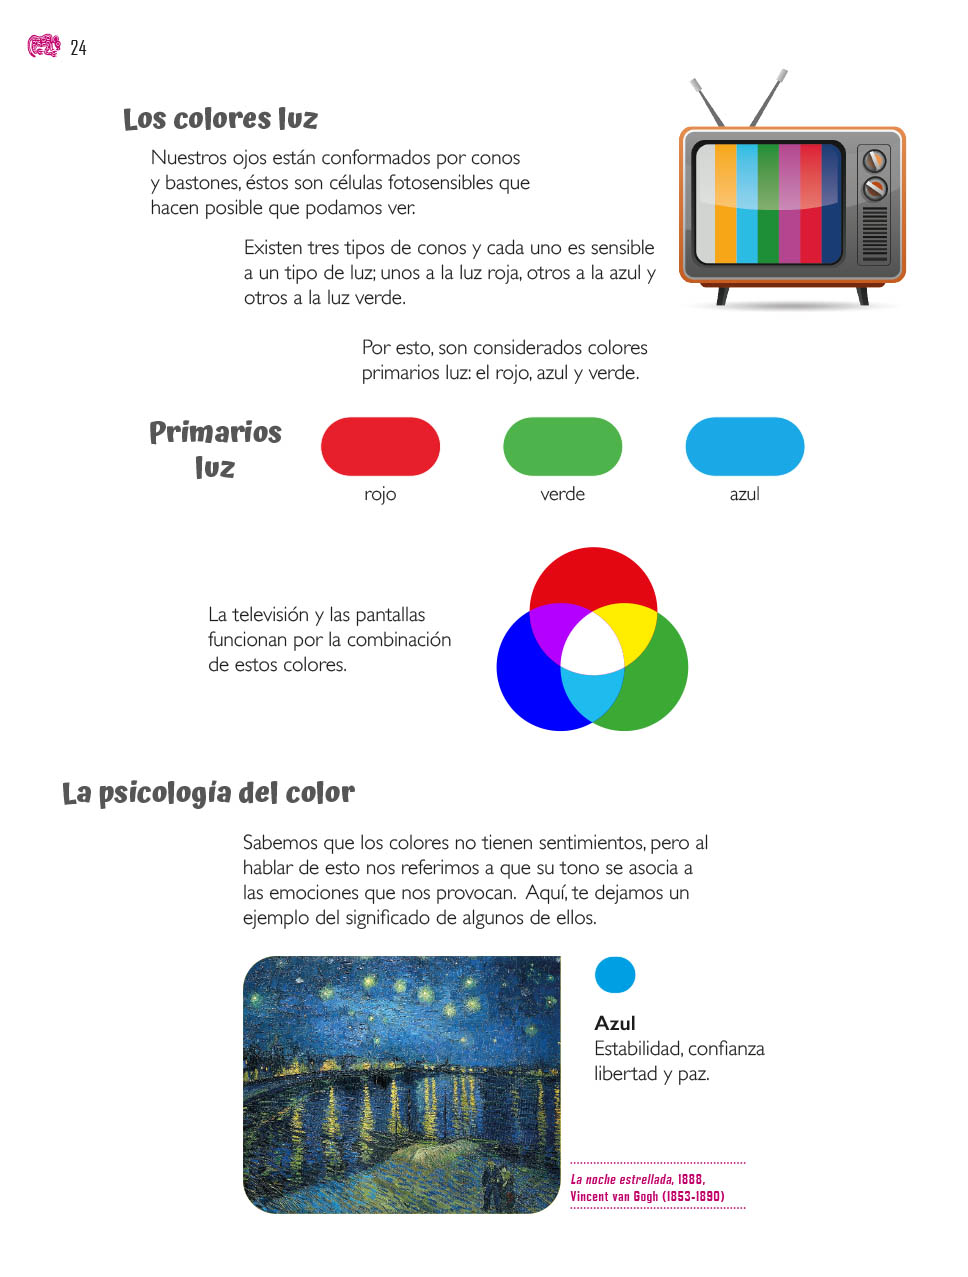 24
Los colores luz
Nuestros ojos están conformados por conos
y bastones, éstos son células fotosensibles que
hacen posible que podamos ver.
Existen tres tipos de conos y cada uno es sensible
a un tipo de luz; unos a la luz roja, otros a la azul y
otros a la luz verde.
Por esto, son considerados colores
primarios luz: el rojo, azul y verde.
Primarios
luz
rojo
verde
azul
La televisión y las pantallas
funcionan por la combinación
de estos colores.
La psicología del color
Sabemos que los colores no tienen sentimientos, pero al
hablar de esto nos referimos a que su tono se asocia a
las emociones que nos provocan. Aquí, te dejamos un
ejemplo del significado de algunos de ellos.
Azul
Estabilidad, confianza
libertad y paz.
La noche estrellada, 1888,
Vincent van Gogh (1853-1890)